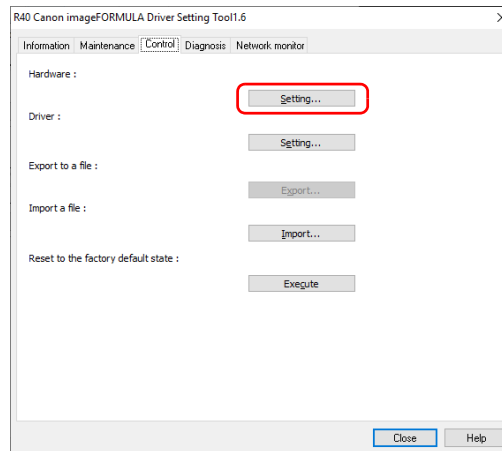 R40 Canon imageFORMULA Driver Setting Tool1.6
Information Maintenance Control Diagnosis Network monitor
Hardware :
Setting...
Driver :
Setting...
Export to a file :
Export...
Import a file :
Import...
Reset to the factory default state :
Execute
Close Help